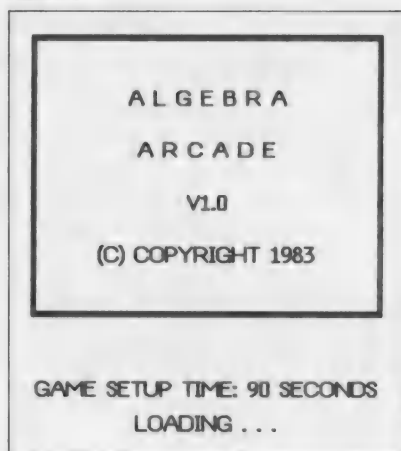 ALGEBRA
ARCADE
V1.0
(C) COPYRIGHT 1983
GAME SETUP TIME: 90 SECONDS
LOADING . . .